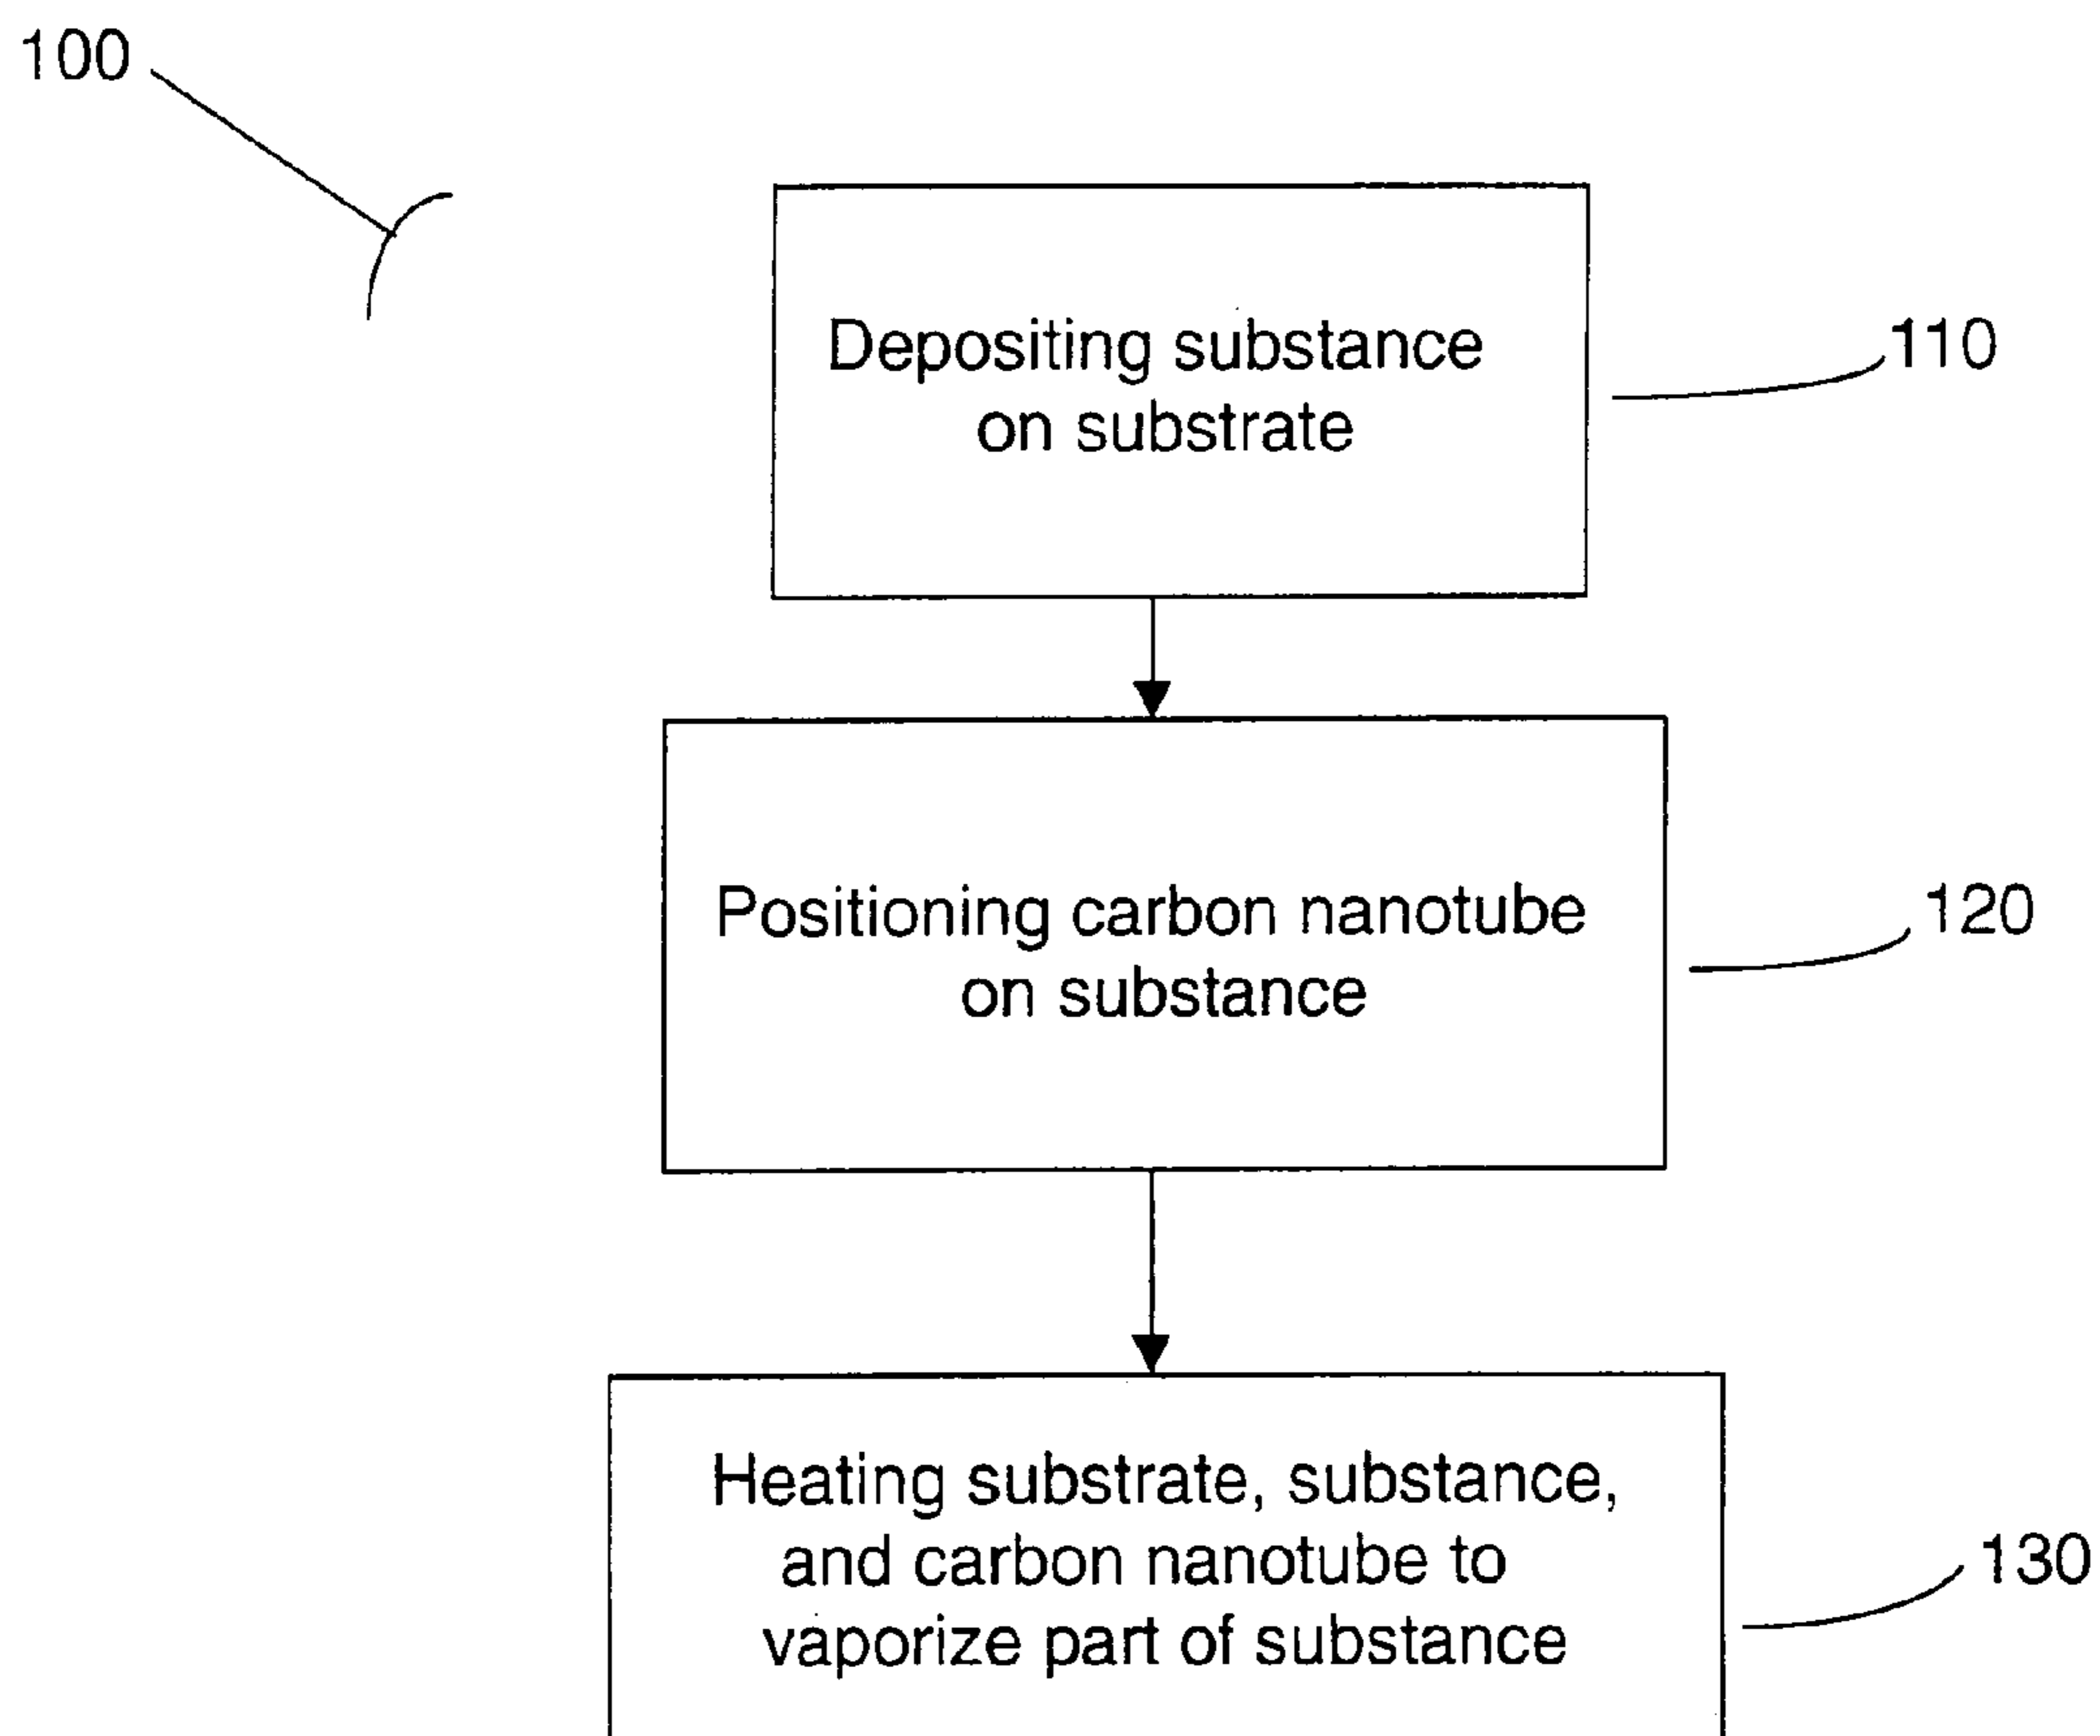 100
Depositing substance
on substrate
110
Positioning carbon nanotube
on substance
120
Heating substrate, substance,
and carbon nanotube to
vaporize part of substance
130